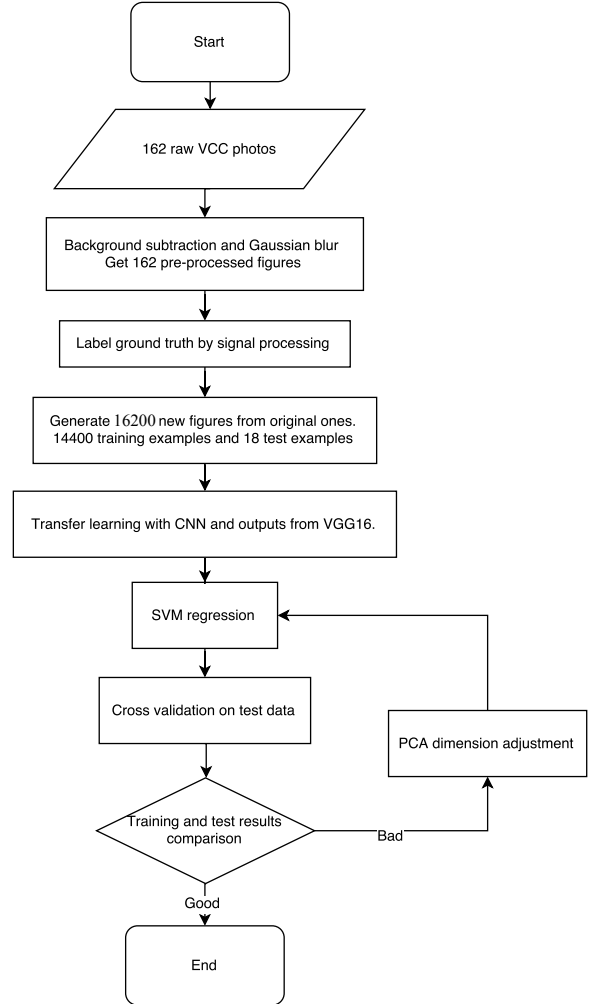 Start
162 raw VCC photos
Background subtraction and Gaussian blur
Get 162 pre-processed figures
Label ground truth by signal processing
Generate 16200 new figures from original ones.
14400 training examples and 18 test examples
Transfer learning with CNN and outputs from VGG16.
SVM regression
Cross validation on test data
PCA dimension adjustment
Training and test results
comparison
Bad
Good
End